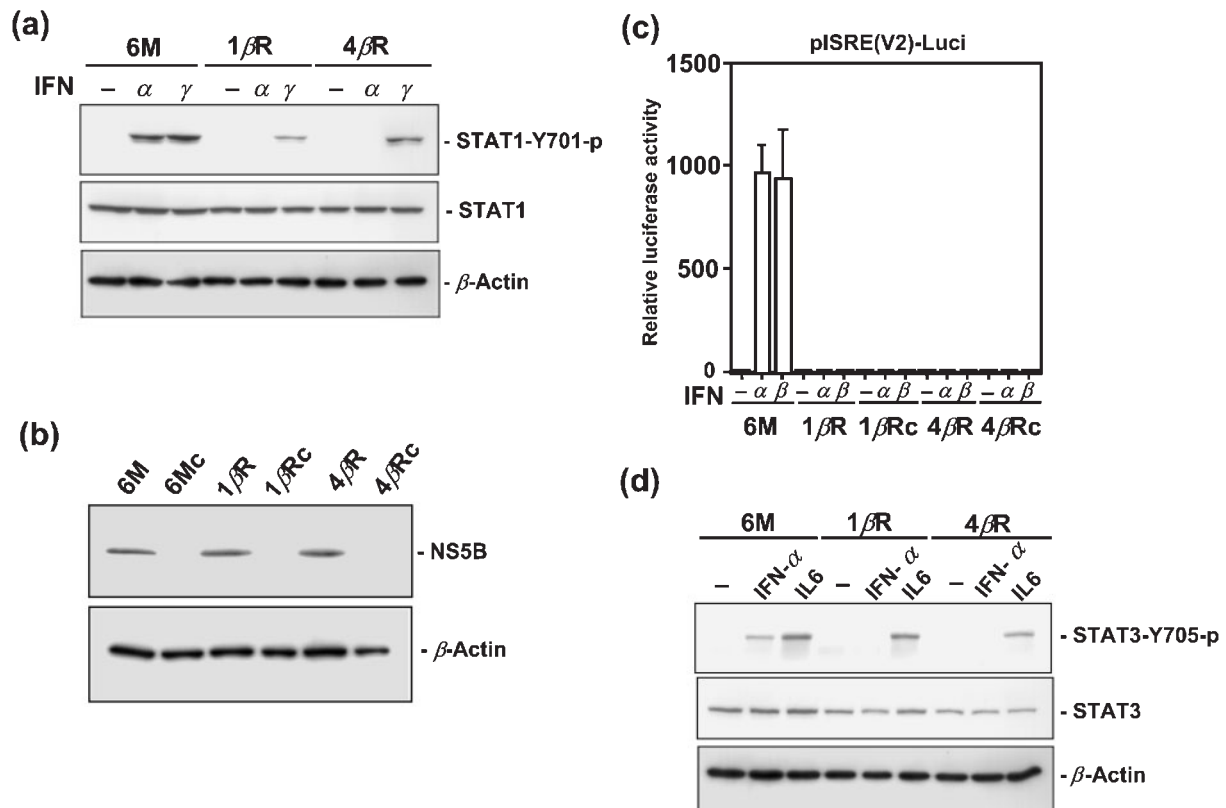 (a)
6M 1βR 4βR
IFN – α γ – α γ – α γ
- STAT1-Y701-p
- STAT1
- β-Actin
(b)
6M 6Mc 1βR 1βRc 4βR 4βRc
- NS5B
- β-Actin
(c)
pISRE(V2)-Luci
Relative luciferase activity
1500
1000
500
0
IFN – α β – α β – α β – α β – α β
6M 1βR 1βRc 4βR 4βRc
(d)
6M 1βR 4βR
– IFN-α IL6 – IFN-α IL6 – IFN-α IL6
- STAT3-Y705-p
- STAT3
- β-Actin